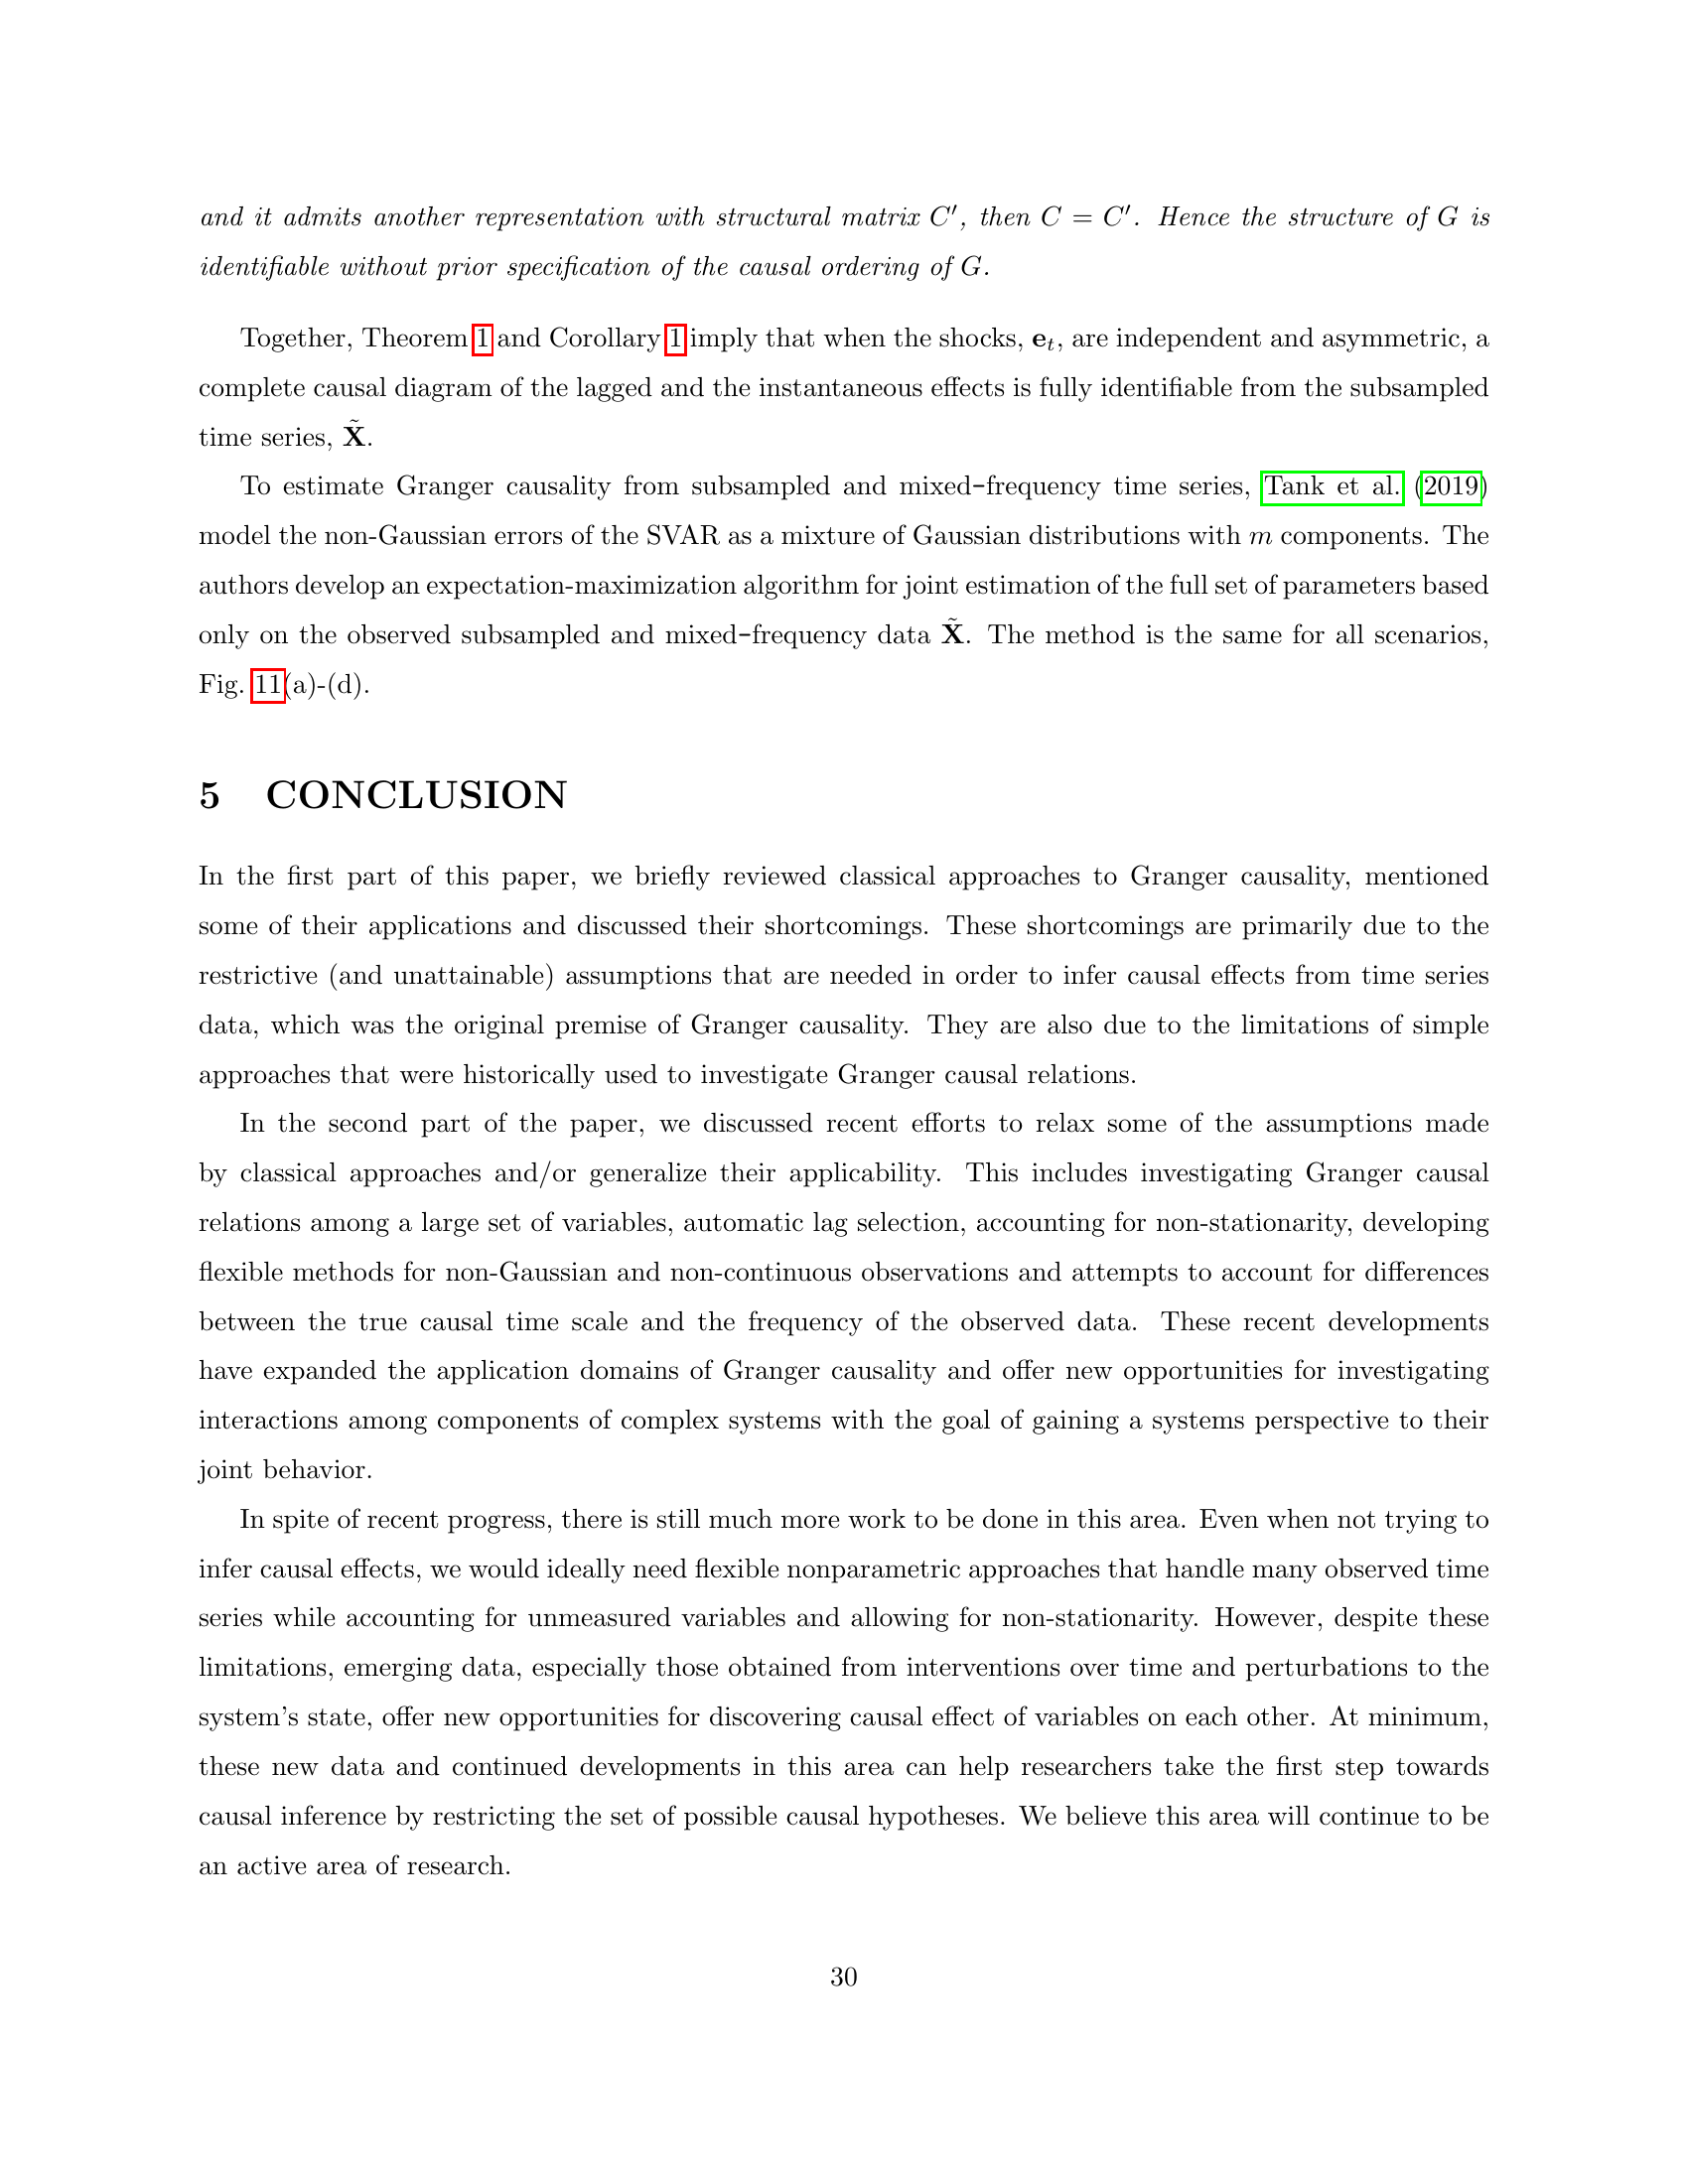 and it admits another representation with structural matrix C′, then C = C′. Hence the structure of G is
identifiable without prior specification of the causal ordering of G.
Together, Theorem 1 and Corollary 1 imply that when the shocks, e_t, are independent and asymmetric, a
complete causal diagram of the lagged and the instantaneous effects is fully identifiable from the subsampled
time series, X̃.
To estimate Granger causality from subsampled and mixed-frequency time series, Tank et al. (2019)
model the non-Gaussian errors of the SVAR as a mixture of Gaussian distributions with m components. The
authors develop an expectation-maximization algorithm for joint estimation of the full set of parameters based
only on the observed subsampled and mixed-frequency data X̃. The method is the same for all scenarios,
Fig. 11(a)-(d).
5 CONCLUSION
In the first part of this paper, we briefly reviewed classical approaches to Granger causality, mentioned
some of their applications and discussed their shortcomings. These shortcomings are primarily due to the
restrictive (and unattainable) assumptions that are needed in order to infer causal effects from time series
data, which was the original premise of Granger causality. They are also due to the limitations of simple
approaches that were historically used to investigate Granger causal relations.
In the second part of the paper, we discussed recent efforts to relax some of the assumptions made
by classical approaches and/or generalize their applicability. This includes investigating Granger causal
relations among a large set of variables, automatic lag selection, accounting for non-stationarity, developing
flexible methods for non-Gaussian and non-continuous observations and attempts to account for differences
between the true causal time scale and the frequency of the observed data. These recent developments
have expanded the application domains of Granger causality and offer new opportunities for investigating
interactions among components of complex systems with the goal of gaining a systems perspective to their
joint behavior.
In spite of recent progress, there is still much more work to be done in this area. Even when not trying to
infer causal effects, we would ideally need flexible nonparametric approaches that handle many observed time
series while accounting for unmeasured variables and allowing for non-stationarity. However, despite these
limitations, emerging data, especially those obtained from interventions over time and perturbations to the
system's state, offer new opportunities for discovering causal effect of variables on each other. At minimum,
these new data and continued developments in this area can help researchers take the first step towards
causal inference by restricting the set of possible causal hypotheses. We believe this area will continue to be
an active area of research.
30